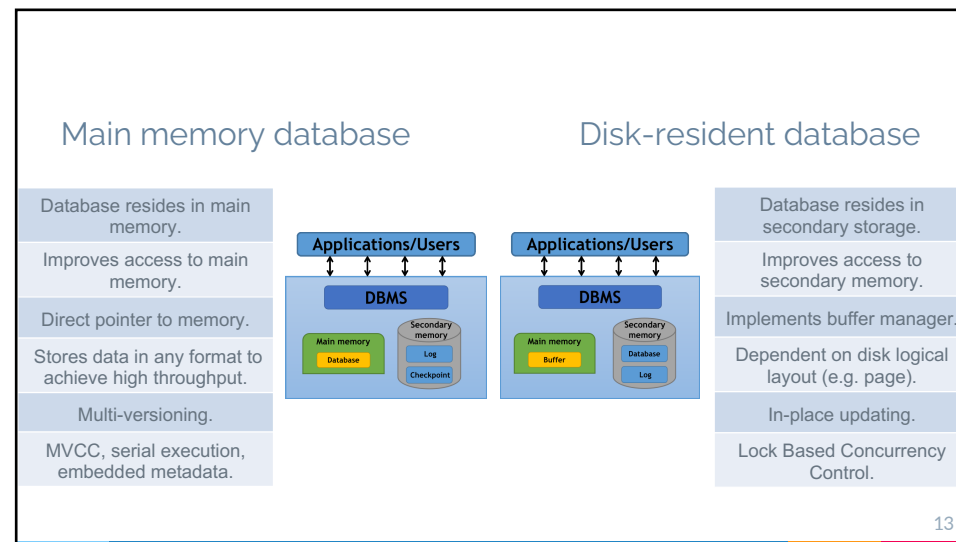 Main memory database
Disk-resident database
Database resides in main
memory.
Improves access to main
memory.
Direct pointer to memory.
Stores data in any format to
achieve high throughput.
Multi-versioning.
MVCC, serial execution,
embedded metadata.
Applications/Users
DBMS
Main memory
Database
Secondary
memory
Log
Checkpoint
Applications/Users
DBMS
Main memory
Buffer
Secondary
memory
Database
Log
Database resides in
secondary storage.
Improves access to
secondary memory.
Implements buffer manager.
Dependent on disk logical
layout (e.g. page).
In-place updating.
Lock Based Concurrency
Control.
13